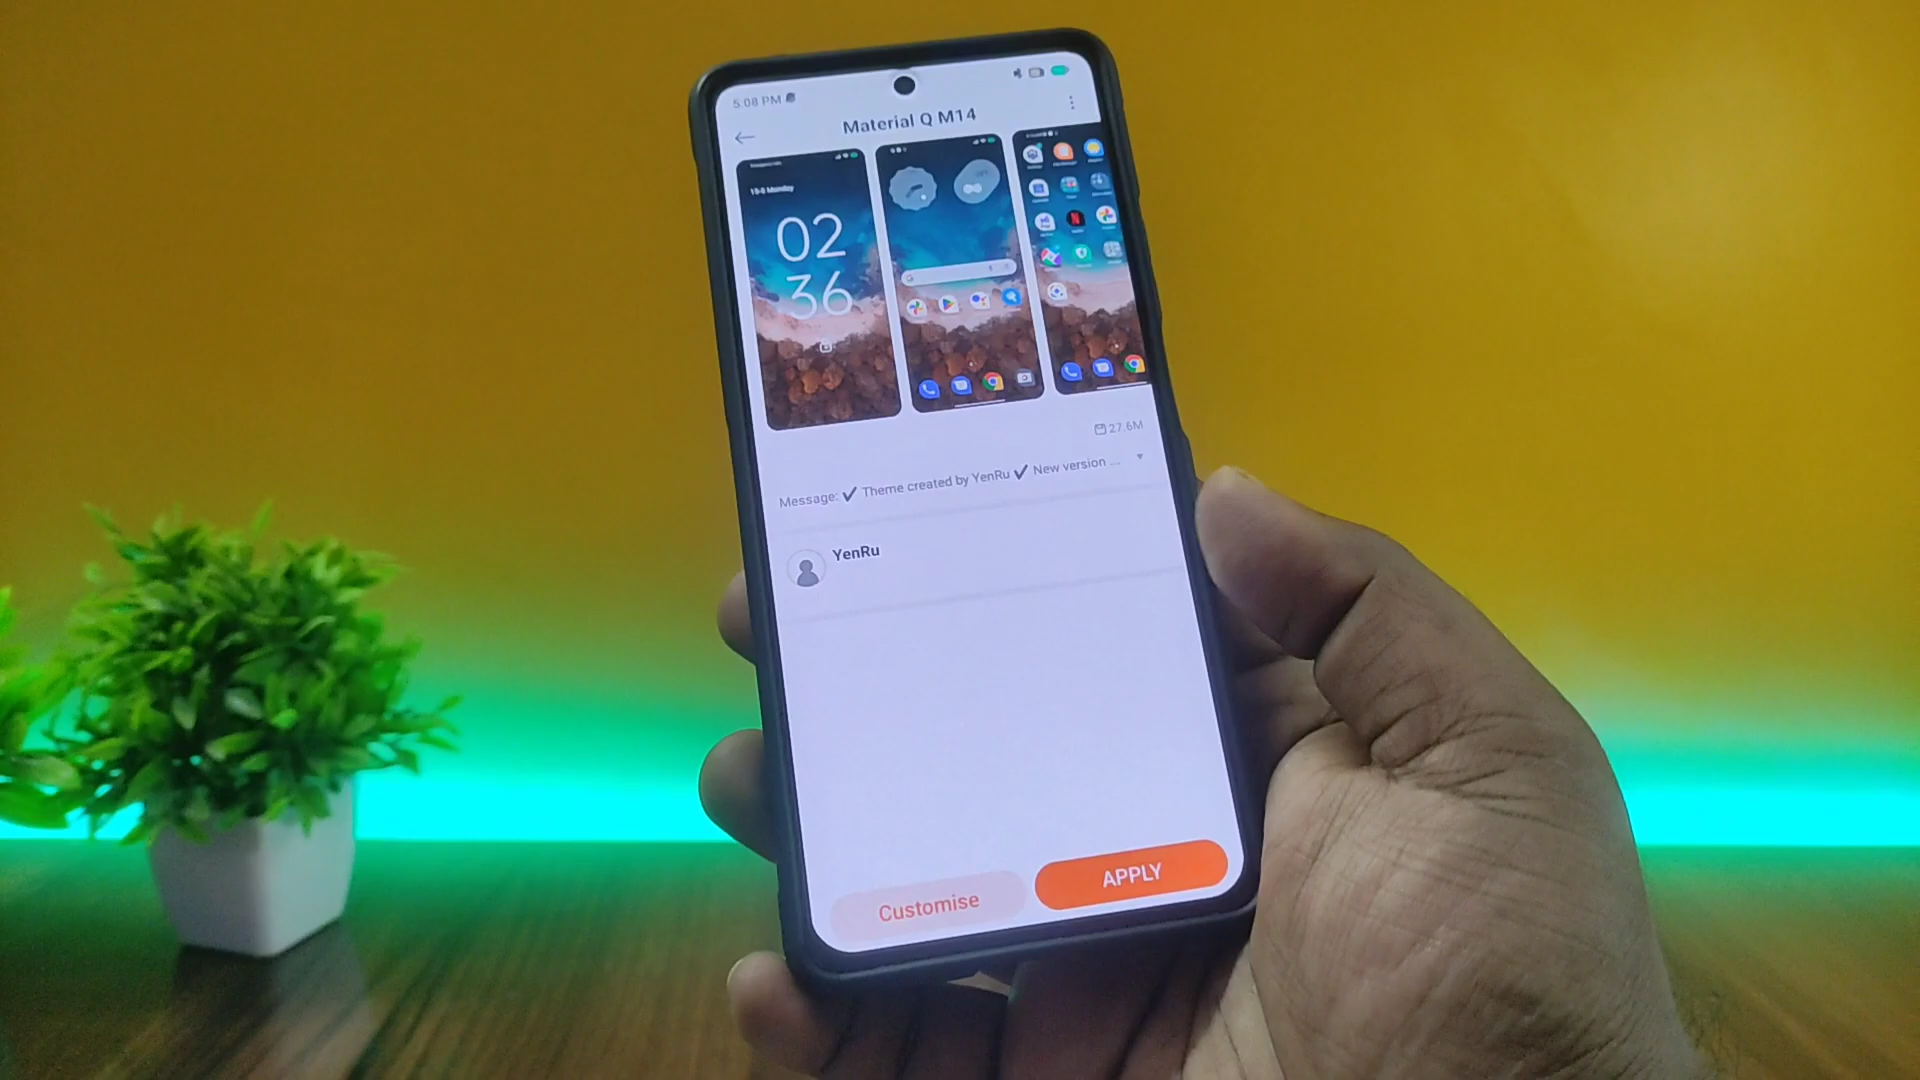 5:08 PM
Material Q M14
Monday
02
36
27.6M
Message: ✔ Theme created by YenRu ✔ New version ...
YenRu
Customise
APPLY